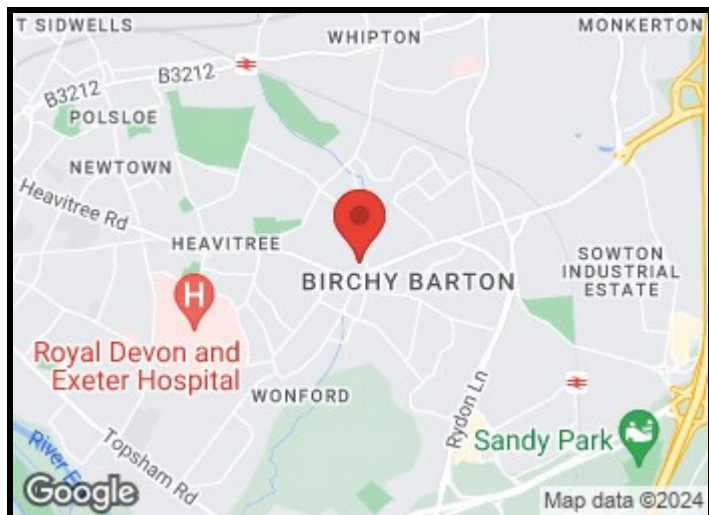 T SIDWELLS
WHIPTON
MONKERTON
B3212
B3212
POLSLOE
NEWTOWN
Heavitree Rd
HEAVITREE
BIRCHY BARTON
SOWTON
INDUSTRIAL
ESTATE
H
Royal Devon and
Exeter Hospital
WONFORD
Rydon Ln
Sandy Park
Topsham Rd
River E
Google
Map data ©2024